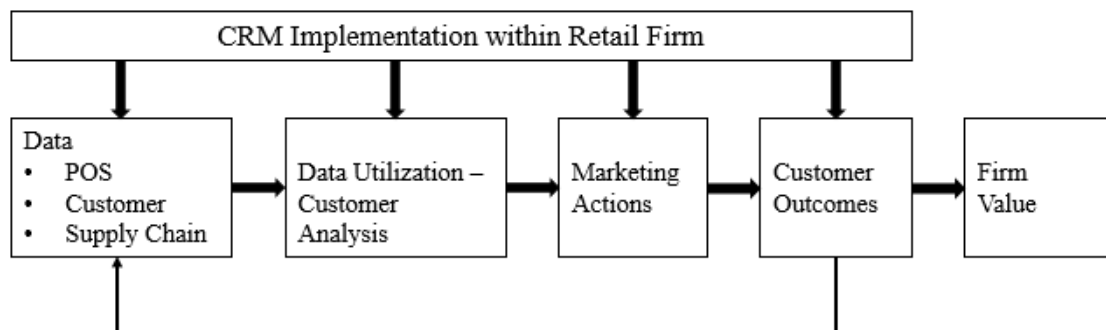 CRM Implementation within Retail Firm
Data
• POS
• Customer
• Supply Chain
Data Utilization –
Customer
Analysis
Marketing
Actions
Customer
Outcomes
Firm
Value